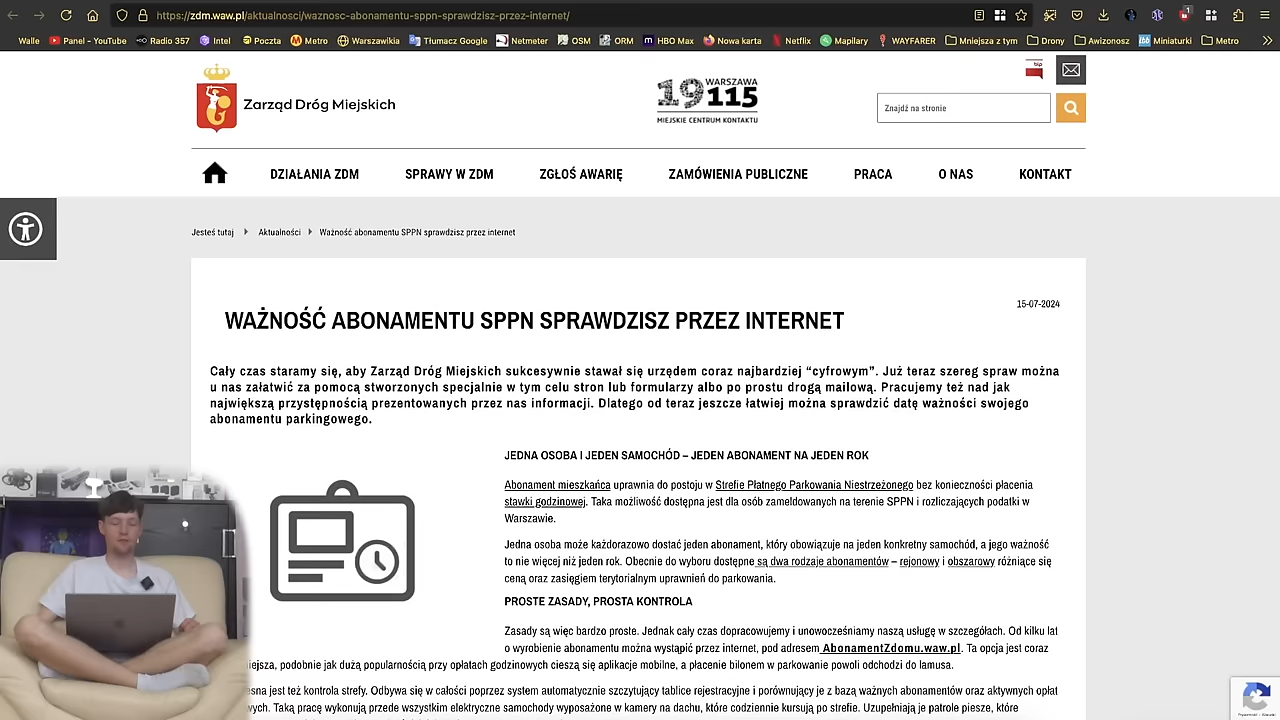 https://zdm.waw.pl/aktualnosci/waznosc-abonamentu-sppn-sprawdzisz-przez-internet/
Walle Panel - YouTube Radio 357 Intel Poczta Metro Warszawikia Tłumacz Google Netmeter OSM ORM HBO Max Nowa karta Netflix Mapilary WAYFARER Mniejsza z tym Drony Awizonosz Miniaturki Metro
Zarząd Dróg Miejskich
19115 WARSZAWA
MIEJSKIE CENTRUM KONTAKTU
bip
Znajdź na stronie
DZIAŁANIA ZDM SPRAWY W ZDM ZGŁOŚ AWARIĘ ZAMÓWIENIA PUBLICZNE PRACA O NAS KONTAKT
Jesteś tutaj Aktualności Ważność abonamentu SPPN sprawdzisz przez internet
15-07-2024
WAŻNOŚĆ ABONAMENTU SPPN SPRAWDZISZ PRZEZ INTERNET
Cały czas staramy się, aby Zarząd Dróg Miejskich sukcesywnie stawał się urzędem coraz najbardziej “cyfrowym”. Już teraz szereg spraw można
u nas załatwić za pomocą stworzonych specjalnie w tym celu stron lub formularzy albo po prostu drogą mailową. Pracujemy też nad jak
największą przystępnością prezentowanych przez nas informacji. Dlatego od teraz jeszcze łatwiej można sprawdzić datę ważności swojego
abonamentu parkingowego.
JEDNA OSOBA I JEDEN SAMOCHÓD – JEDEN ABONAMENT NA JEDEN ROK
Abonament mieszkańca uprawnia do postoju w Strefie Płatnego Parkowania Niestrzeżonego bez konieczności płacenia
stawki godzinowej. Taka możliwość dostępna jest dla osób zameldowanych na terenie SPPN i rozliczających podatki w
Warszawie.
Jedna osoba może każdorazowo dostać jeden abonament, który obowiązuje na jeden konkretny samochód, a jego ważność
to nie więcej niż jeden rok. Obecnie do wyboru dostępne są dwa rodzaje abonamentów – rejonowy i obszarowy różniące się
ceną oraz zasięgiem terytorialnym uprawnień do parkowania.
PROSTE ZASADY, PROSTA KONTROLA
Zasady są więc bardzo proste. Jednak cały czas dopracowujemy i unowocześniamy naszą usługę w szczegółach. Od kilku lat
o wyrobienie abonamentu można wystąpić przez internet, pod adresem AbonamentZdomu.waw.pl. Ta opcja jest coraz
podobnie jak dużą popularnością przy opłatach godzinowych cieszą się aplikacje mobilne, a płacenie bilonem w parkowanie powoli odchodzi do lamusa.
jest też kontrola strefy. Odbywa się w całości poprzez system automatycznie szczytujący tablice rejestracyjne i porównujący je z bazą ważnych abonamentów oraz aktywnych opłat
Taką pracę wykonują przede wszystkim elektryczne samochody wyposażone w kamery na dachu, które codziennie kursują po strefie. Uzupełniają je patrole piesze, które